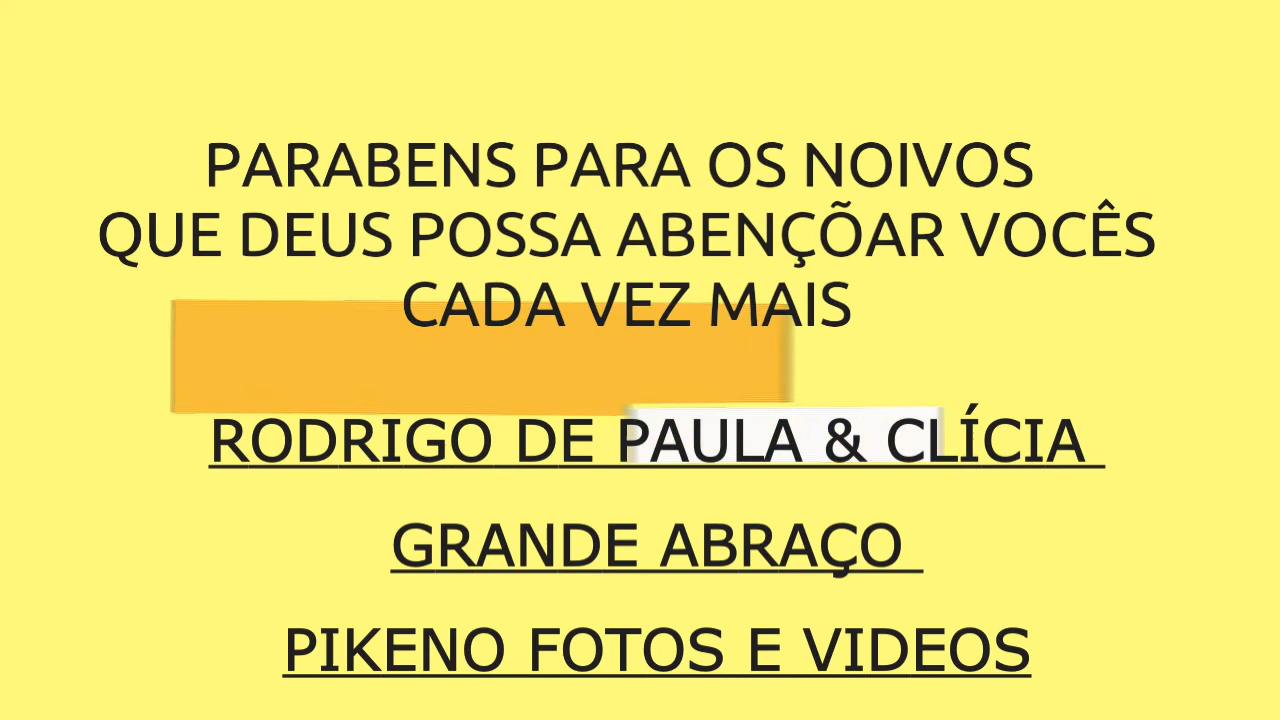 PARABENS PARA OS NOIVOS
QUE DEUS POSSA ABENÇÕAR VOCÊS
CADA VEZ MAIS
RODRIGO DE PAULA & CLÍCIA
GRANDE ABRAÇO
PIKENO FOTOS E VIDEOS